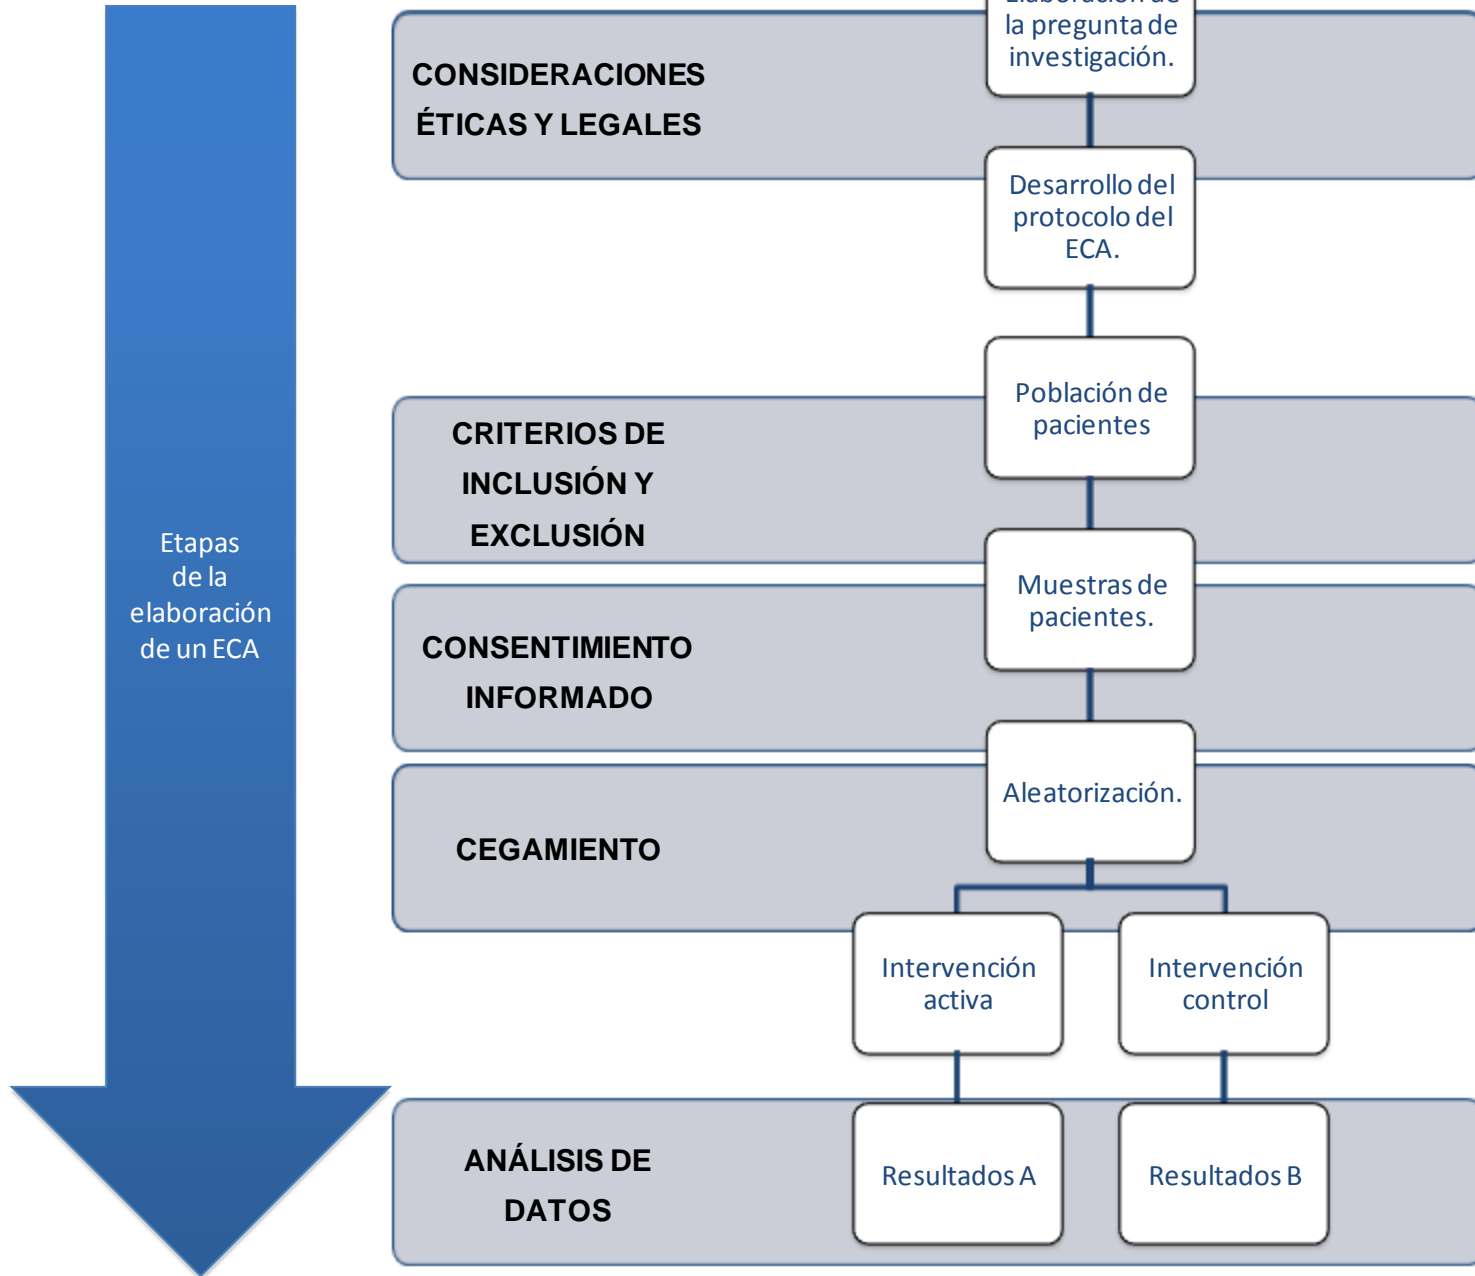 Elaboración de
la pregunta de
investigación.
CONSIDERACIONES
ÉTICAS Y LEGALES
Desarrollo del
protocolo del
ECA.
Población de
pacientes
CRITERIOS DE
INCLUSIÓN Y
EXCLUSIÓN
Muestras de
pacientes.
Etapas
de la
elaboración
de un ECA
CONSENTIMIENTO
INFORMADO
Aleatorización.
CEGAMIENTO
Intervención
activa
Intervención
control
ANÁLISIS DE
DATOS
Resultados A
Resultados B